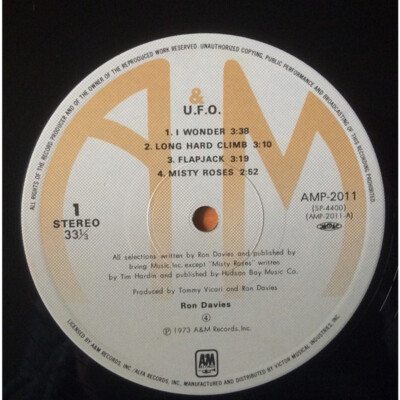 ALL RIGHTS OF THE RECORD PRODUCER AND OF THE OWNER OF THE REPRODUCED WORK RESERVED. UNAUTHORIZED COPYING, PUBLIC PERFORMANCE AND BROADCASTING OF THIS RECORDING PROHIBITED.
A&M
U.F.O.
1. I WONDER 3:38
2. LONG HARD CLIMB 3:10
3. FLAPJACK 3:19
4. MISTY ROSES 2:52
1
STEREO
33⅓
AMP-2011
(SP-4400)
(AMP-2011-A)
All selections written by Ron Davies and published by
Irving Music, Inc. except "Misty Roses" written
by Tim Hardin and published by Hudson Bay Music Co.
Produced by Tommy Vicari and Ron Davies
Ron Davies
④
℗ 1973 A&M Records, Inc.
A&M
LICENSED BY A&M RECORDS, INC./ALFA RECORDS, INC. MANUFACTURED AND DISTRIBUTED BY VICTOR MUSICAL INDUSTRIES, INC